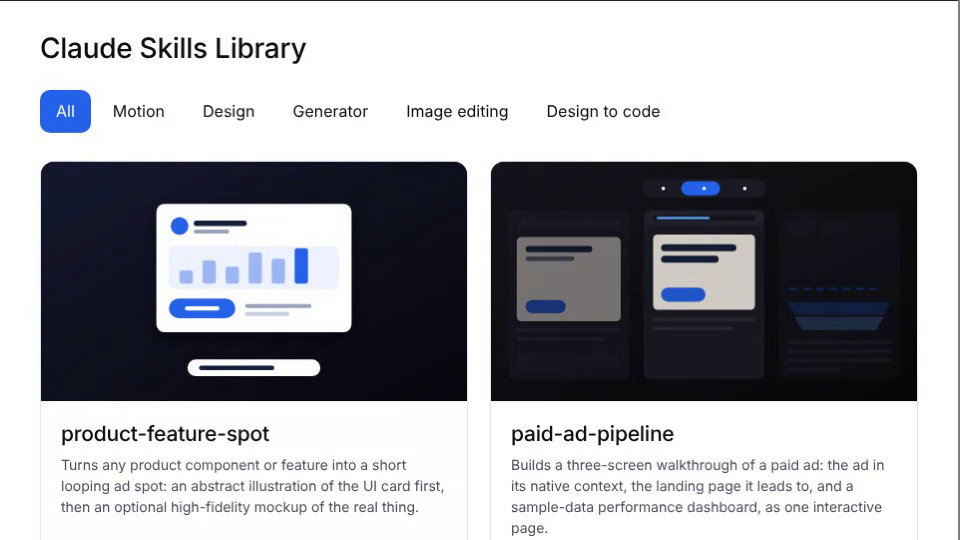 Claude Skills Library
All Motion Design Generator Image editing Design to code
product-feature-spot
Turns any product component or feature into a short
looping ad spot: an abstract illustration of the UI card first,
then an optional high-fidelity mockup of the real thing.
paid-ad-pipeline
Builds a three-screen walkthrough of a paid ad: the ad in
its native context, the landing page it leads to, and a
sample-data performance dashboard, as one interactive
page.